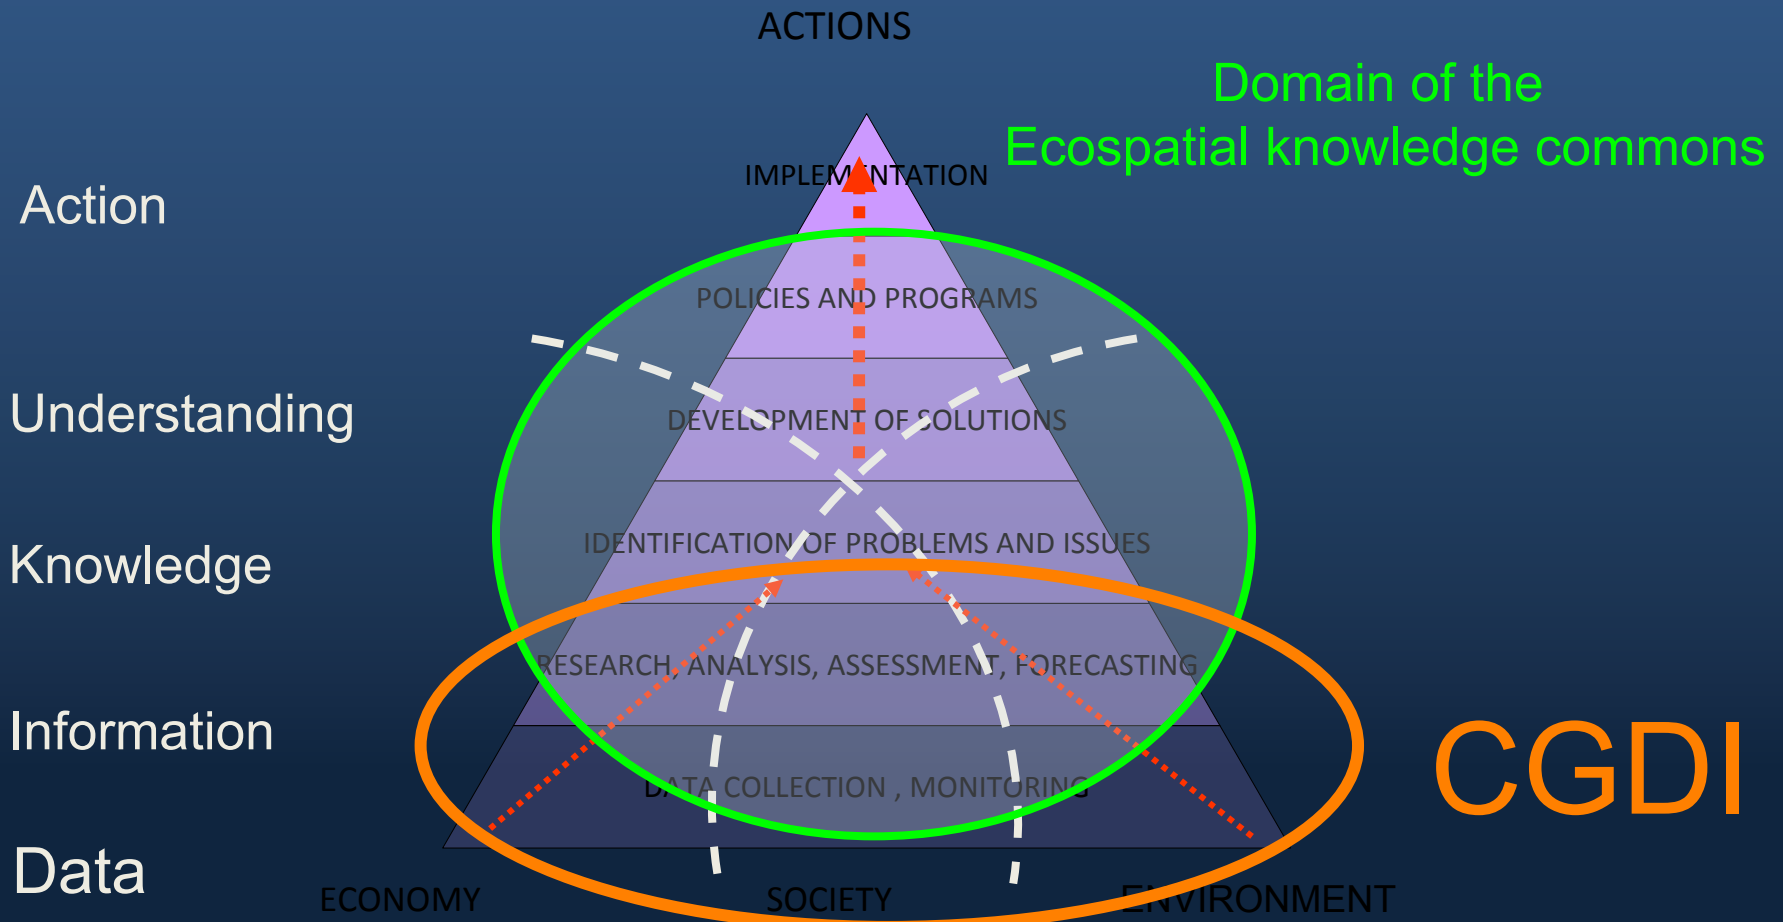 ACTIONS
Domain of the
Ecospatial knowledge commons
IMPLEMENTATION
Action
POLICIES AND PROGRAMS
Understanding
DEVELOPMENT OF SOLUTIONS
IDENTIFICATION OF PROBLEMS AND ISSUES
Knowledge
RESEARCH, ANALYSIS, ASSESSMENT, FORECASTING
Information
CGDI
DATA COLLECTION , MONITORING
Data
ECONOMY
SOCIETY
ENVIRONMENT